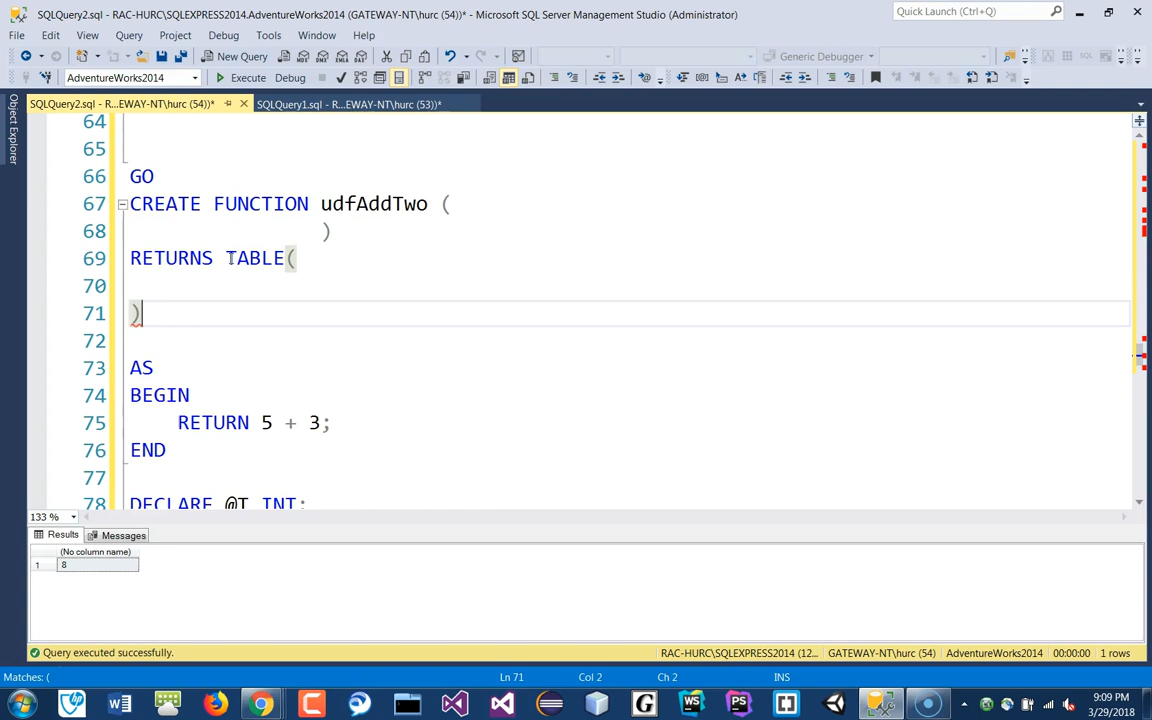 SQLQuery2.sql - RAC-HURC\SQLEXPRESS2014.AdventureWorks2014 (GATEWAY-NT\hurc (54))* - Microsoft SQL Server Management Studio (Administrator)
Quick Launch (Ctrl+Q)
File Edit View Query Project Debug Tools Window Help
New Query
Generic Debugger
AdventureWorks2014
Execute Debug
SQLQuery2.sql - R...EWAY-NT\hurc (54))*
SQLQuery1.sql - R...EWAY-NT\hurc (53))*
Object Explorer
64
65
66 GO
67 CREATE FUNCTION udfAddTwo (
68 )
69 RETURNS TABLE(
70
71 )
72
73 AS
74 BEGIN
75 RETURN 5 + 3;
76 END
77
78 DECLARE @T INT;
133 %
Results Messages
(No column name)
1 8
Query executed successfully.
RAC-HURC\SQLEXPRESS2014 (12... GATEWAY-NT\hurc (54) AdventureWorks2014 00:00:00 1 rows
Matches: (
Ln 71 Col 2 Ch 2 INS
9:09 PM
3/29/2018